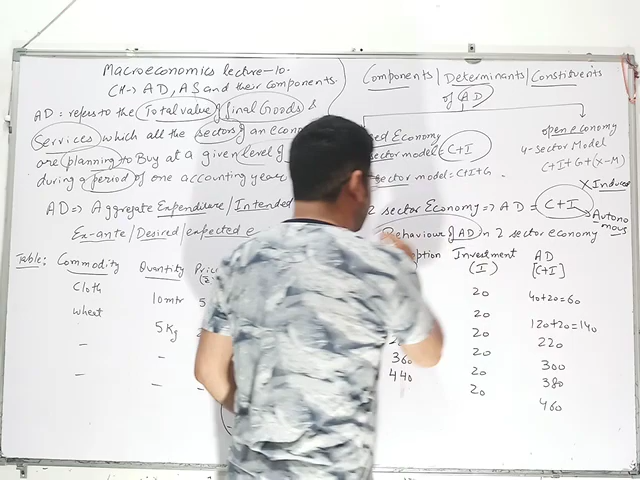 Macroeconomics lecture-10.
CH-> AD, AS and their components.
AD: refers to the Total value of final Goods &
Services which all the sectors of an econo
are planning to Buy at a given level of
during a period of one accounting year
AD => Aggregate Expenditure / Intended
Ex-ante / Desired / expected e
Table: Commodity Quantity Price
Cloth 10 mtr 5
wheat 5 Kg 2
- -
- - -
Components / Determinants / Constituents
of AD
sed Economy
sector model = C+I
sector model = C+I+G.
open economy
4-Sector Model
C+I+G+(X-M)
X Induced
2 sector Economy => AD = C+I
Autono
mous
Behaviour of AD in 2 sector economy
ption Investment AD
(I) [C+I]
20 40+20=60
20 120+20=140
20 220
20 300
360 20 380
440 20 460